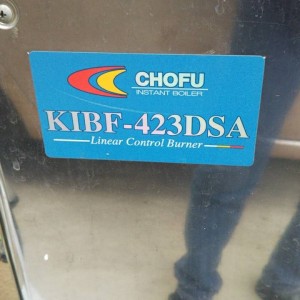 CHOFU
INSTANT BOILER
KIBF-423DSA
Linear Control Burner